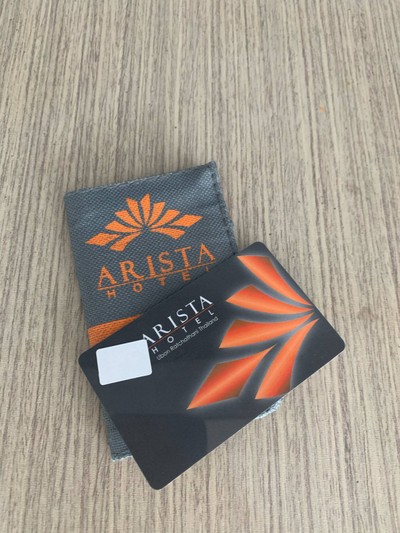 ARISTA
HOTEL
ARISTA
HOTEL
Ubon Ratchathani Thailand